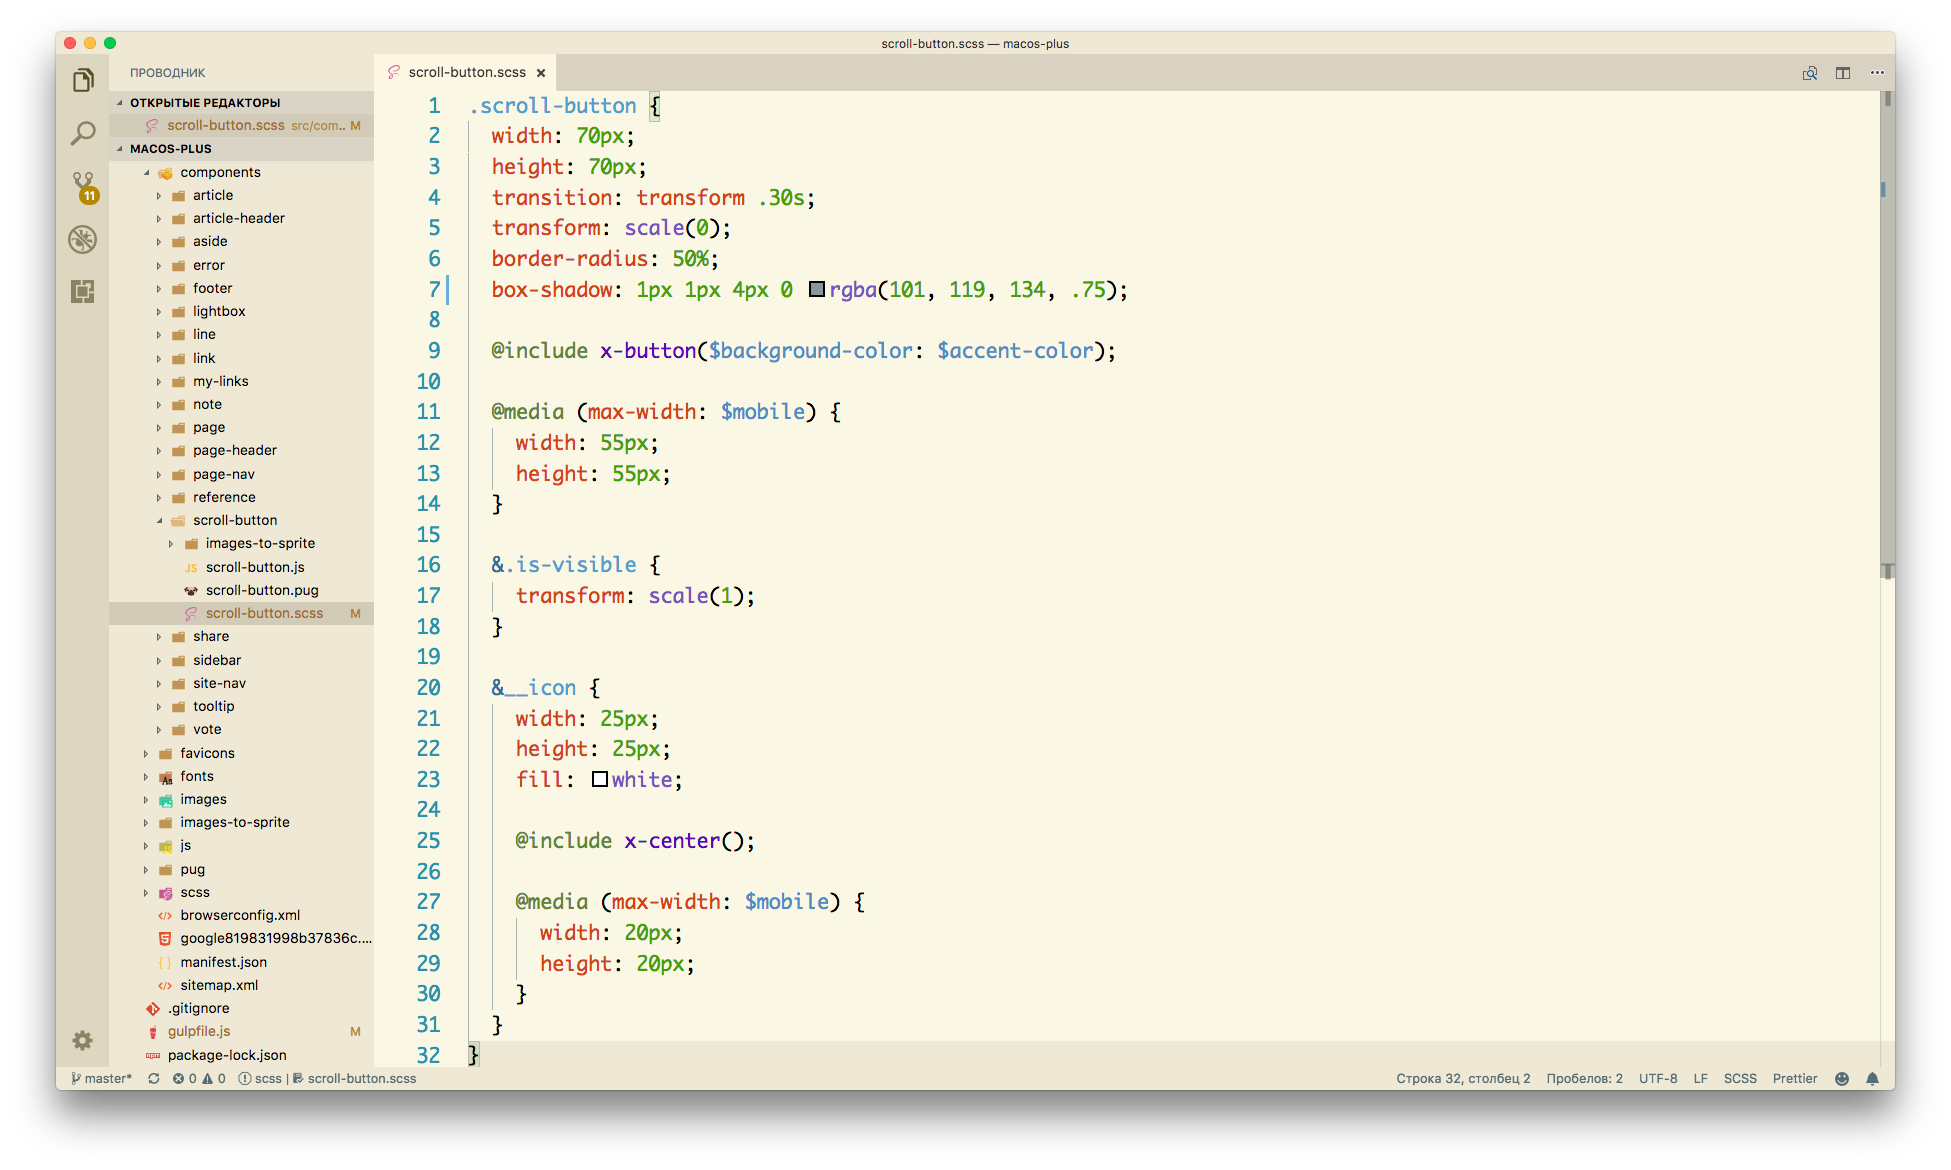 scroll-button.scss — macos-plus
ПРОВОДНИК
ОТКРЫТЫЕ РЕДАКТОРЫ
scroll-button.scss src/com... M
MACOS-PLUS
components
article
article-header
aside
error
footer
lightbox
line
link
my-links
note
page
page-header
page-nav
reference
scroll-button
images-to-sprite
JS scroll-button.js
scroll-button.pug
scroll-button.scss M
share
sidebar
site-nav
tooltip
vote
favicons
fonts
images
images-to-sprite
js
pug
scss
browserconfig.xml
google819831998b37836c....
manifest.json
sitemap.xml
.gitignore
gulpfile.js M
package-lock.json
11
scroll-button.scss ×
1 .scroll-button {
2 width: 70px;
3 height: 70px;
4 transition: transform .30s;
5 transform: scale(0);
6 border-radius: 50%;
7 box-shadow: 1px 1px 4px 0 rgba(101, 119, 134, .75);
8
9 @include x-button($background-color: $accent-color);
10
11 @media (max-width: $mobile) {
12 width: 55px;
13 height: 55px;
14 }
15
16 &.is-visible {
17 transform: scale(1);
18 }
19
20 &__icon {
21 width: 25px;
22 height: 25px;
23 fill: white;
24
25 @include x-center();
26
27 @media (max-width: $mobile) {
28 width: 20px;
29 height: 20px;
30 }
31 }
32 }
master* 0 0 scss | scroll-button.scss
Строка 32, столбец 2 Пробелов: 2 UTF-8 LF SCSS Prettier